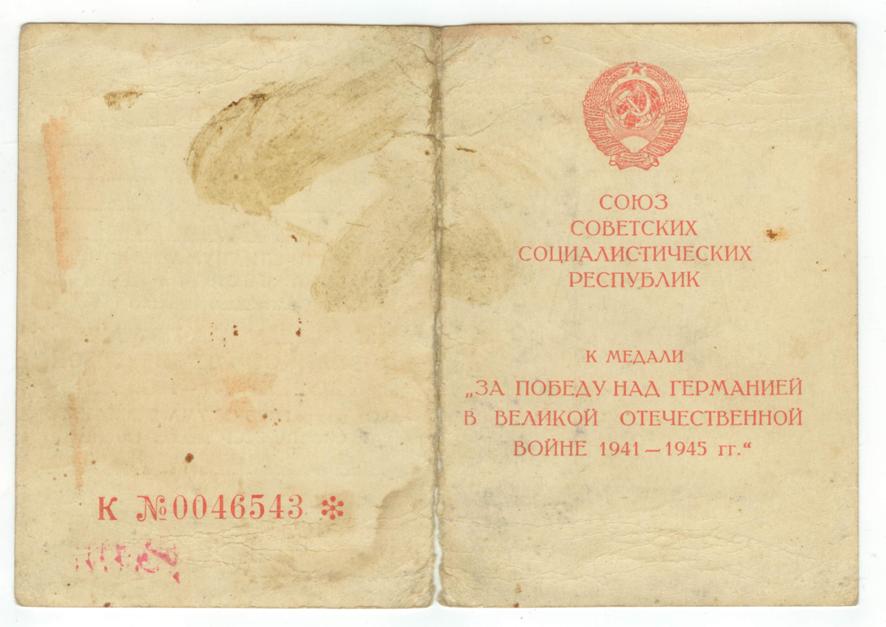 К №0046543 *
СОЮЗ
СОВЕТСКИХ
СОЦИАЛИСТИЧЕСКИХ
РЕСПУБЛИК
К МЕДАЛИ
„ЗА ПОБЕДУ НАД ГЕРМАНИЕЙ
В ВЕЛИКОЙ ОТЕЧЕСТВЕННОЙ
ВОЙНЕ 1941—1945 гг.“